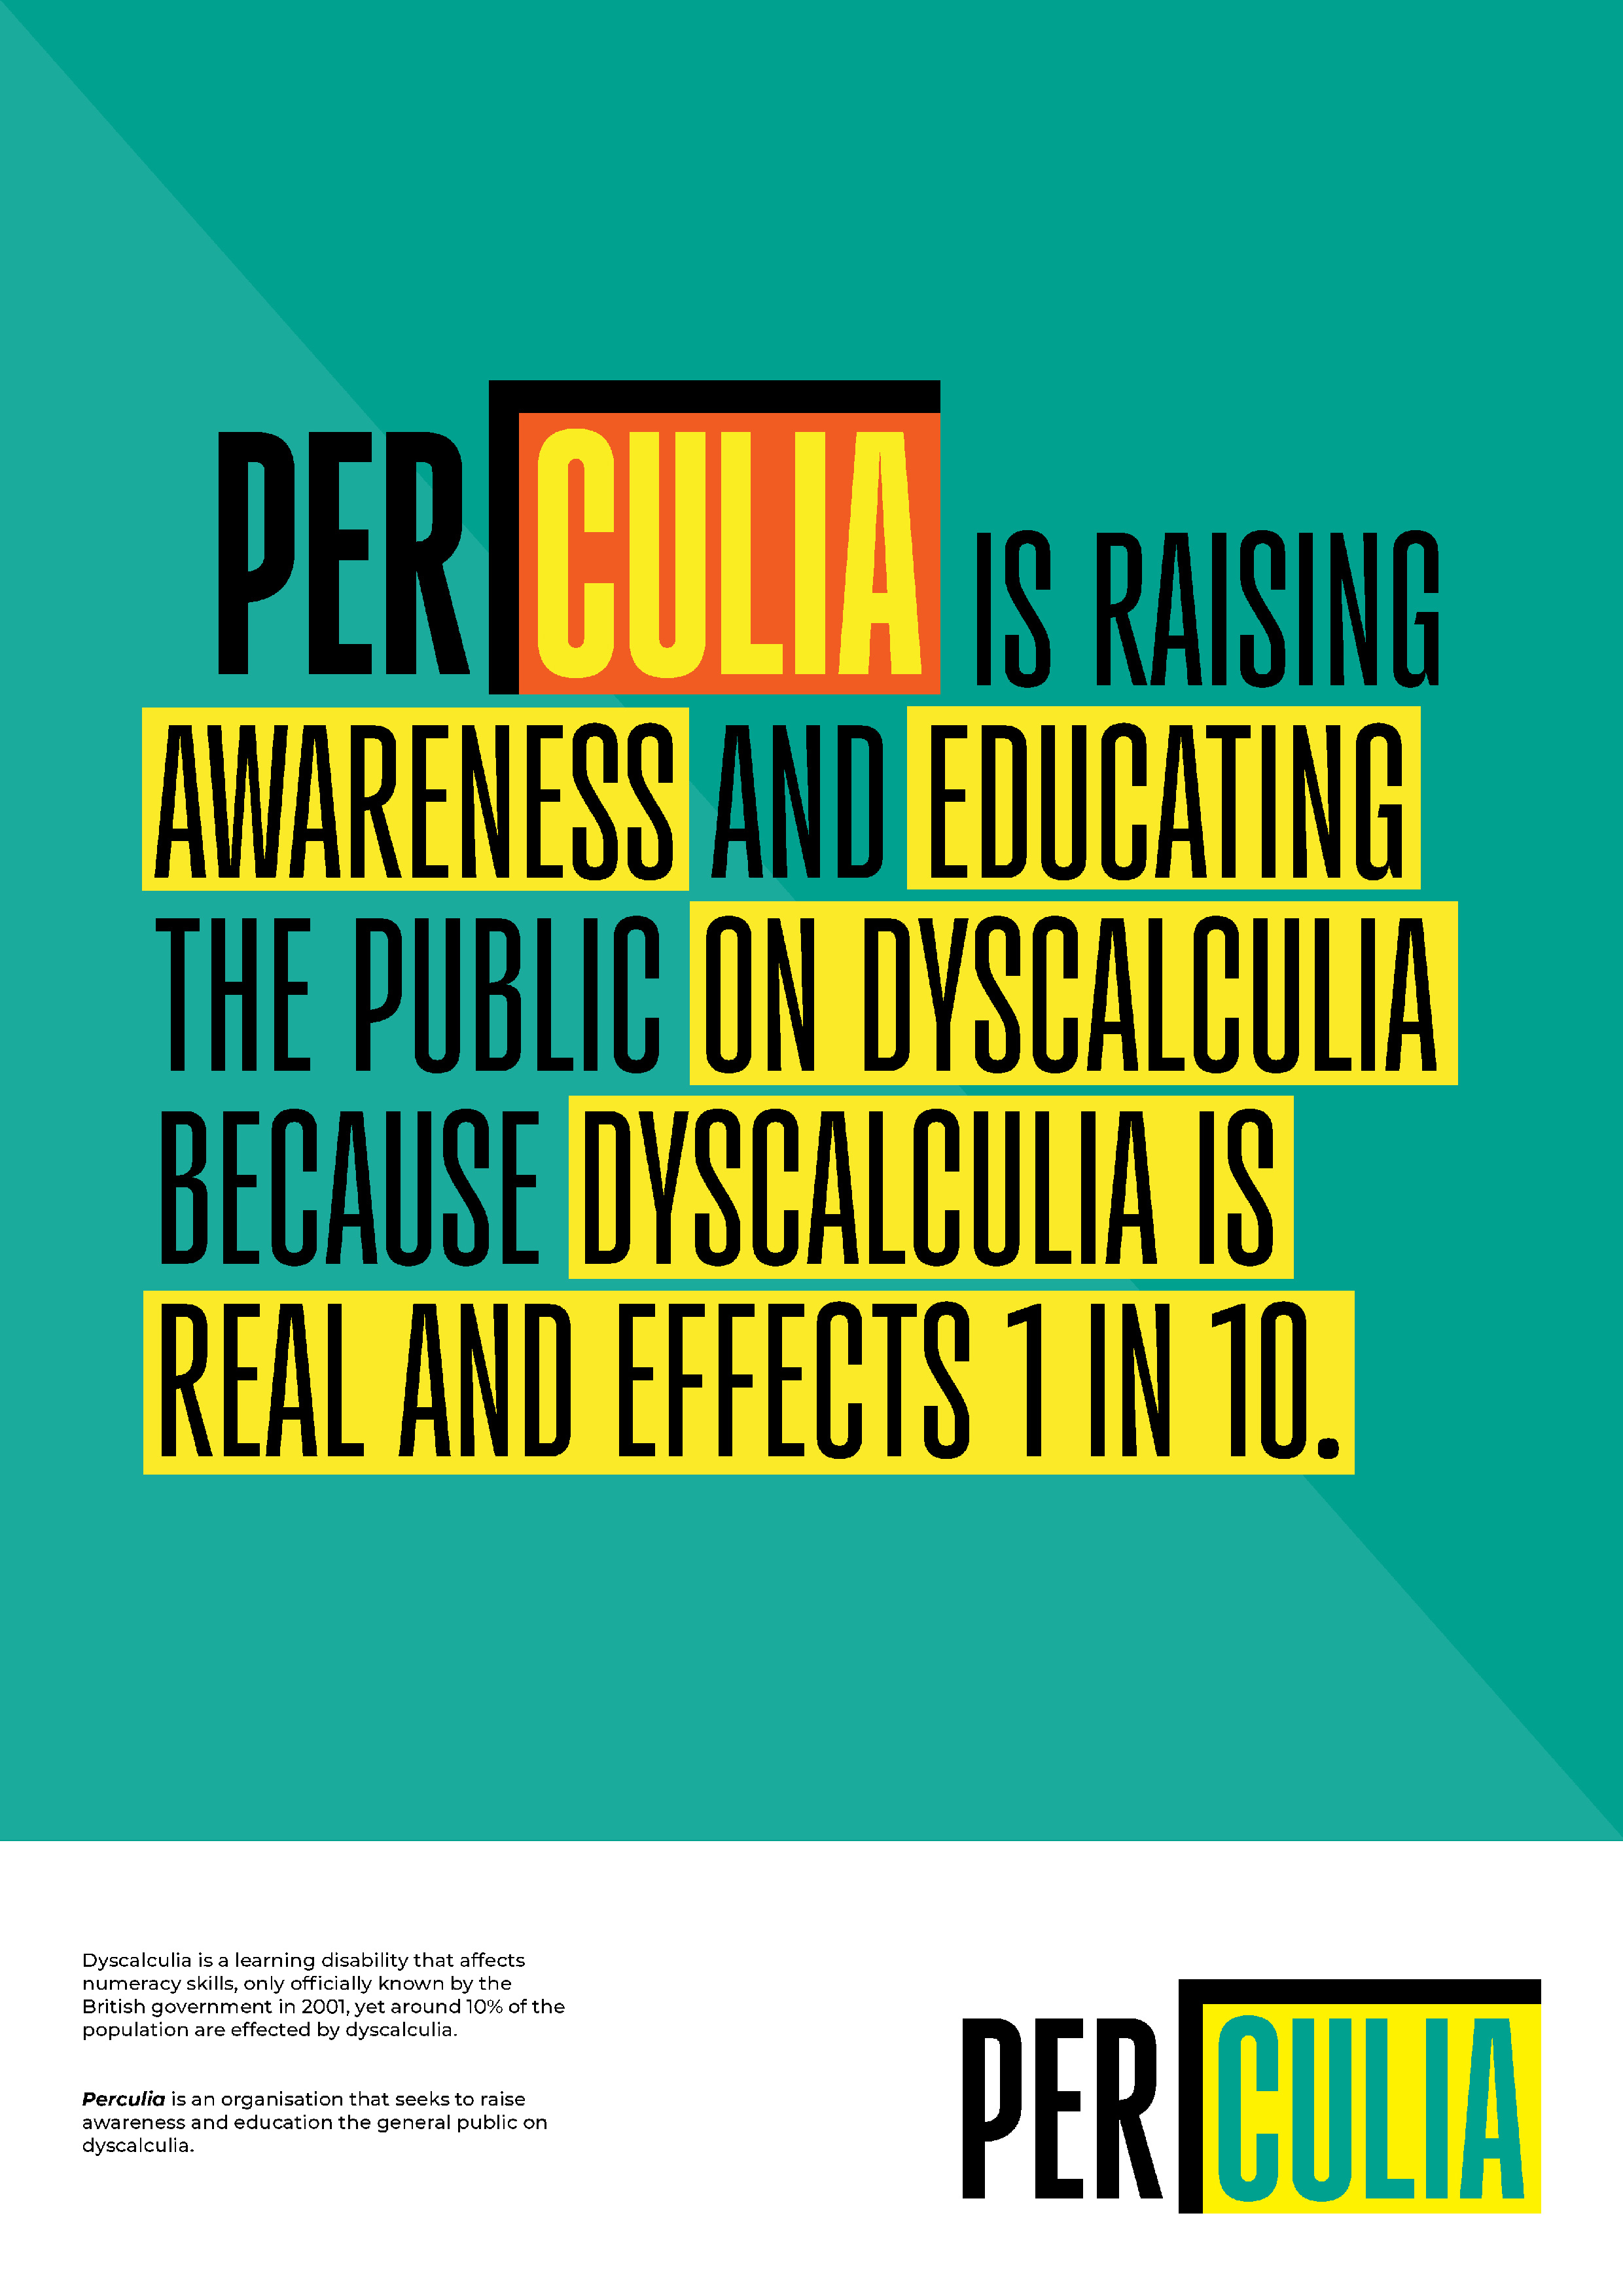 PERCULIA IS RAISING
AWARENESS AND EDUCATING
THE PUBLIC ON DYSCALCULIA
BECAUSE DYSCALCULIA IS
REAL AND EFFECTS 1 IN 10.
Dyscalculia is a learning disability that affects
numeracy skills, only officially known by the
British government in 2001, yet around 10% of the
population are effected by dyscalculia.
Perculia is an organisation that seeks to raise
awareness and education the general public on
dyscalculia.
PERCULIA